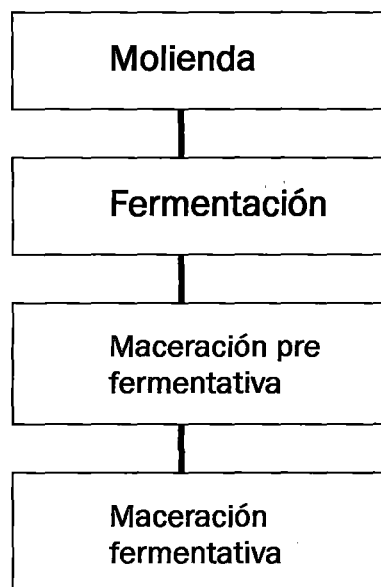 Molienda
Fermentación
Maceración pre
fermentativa
Maceración
fermentativa